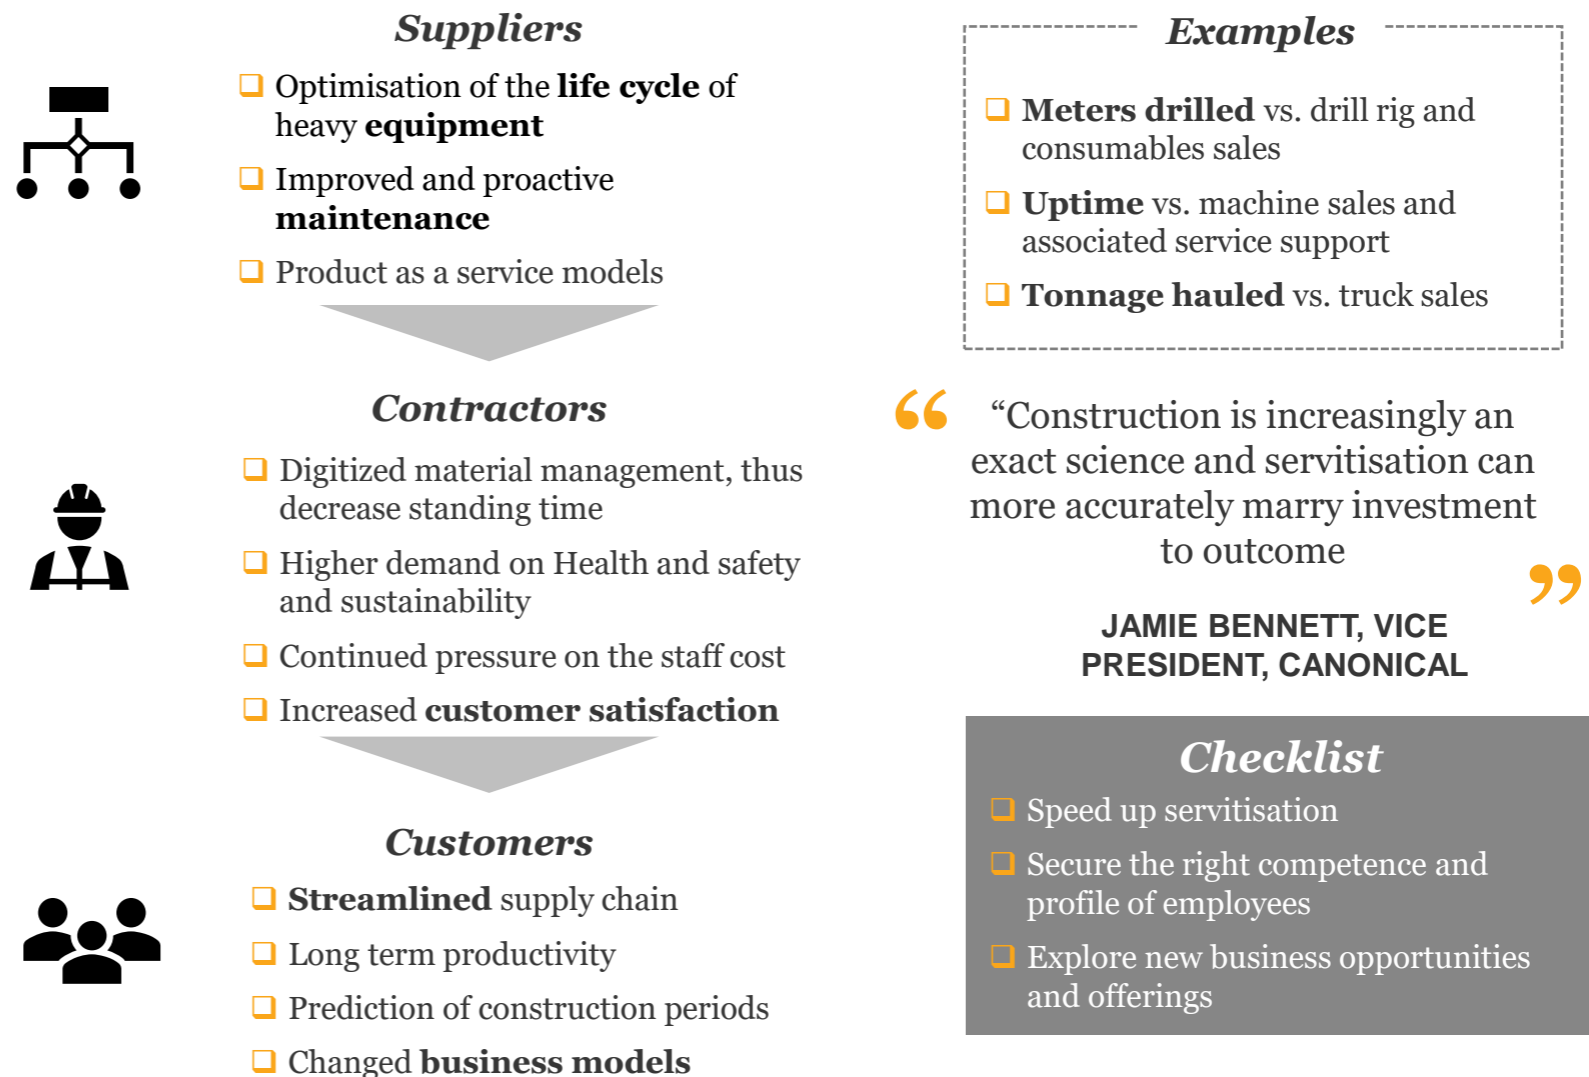 Suppliers
Optimisation of the life cycle of
heavy equipment
Improved and proactive
maintenance
Product as a service models
Contractors
Digitized material management, thus
decrease standing time
Higher demand on Health and safety
and sustainability
Continued pressure on the staff cost
Increased customer satisfaction
Customers
Streamlined supply chain
Long term productivity
Prediction of construction periods
Changed business models
Examples
Meters drilled vs. drill rig and
consumables sales
Uptime vs. machine sales and
associated service support
Tonnage hauled vs. truck sales
“
“Construction is increasingly an
exact science and servitisation can
more accurately marry investment
to outcome
”
JAMIE BENNETT, VICE
PRESIDENT, CANONICAL
Checklist
Speed up servitisation
Secure the right competence and
profile of employees
Explore new business opportunities
and offerings